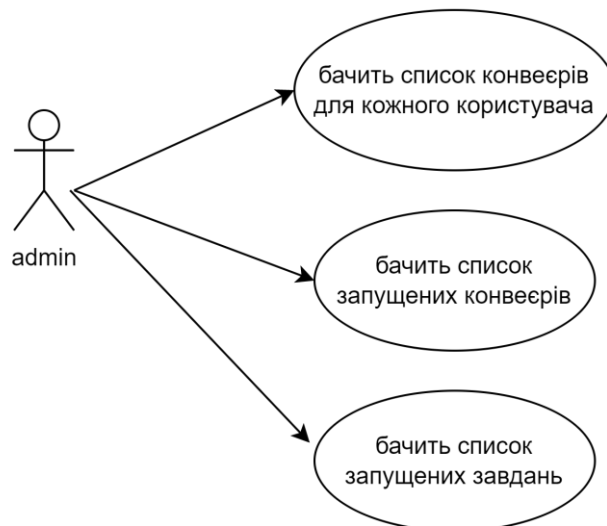 бачить список конвеєрів
для кожного користувача
admin
бачить список
запущених конвеєрів
бачить список
запущених завдань